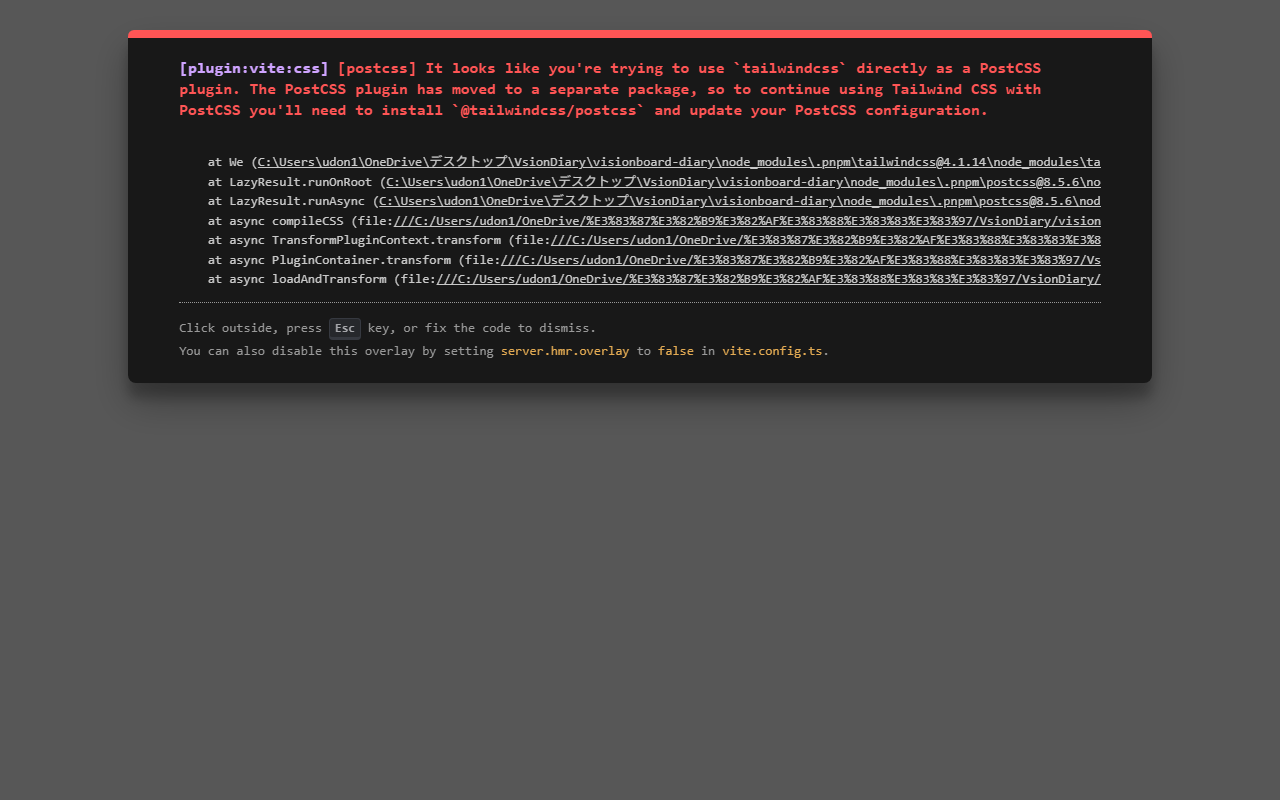 [plugin:vite:css] [postcss] It looks like you're trying to use `tailwindcss` directly as a PostCSS
plugin. The PostCSS plugin has moved to a separate package, so to continue using Tailwind CSS with
PostCSS you'll need to install `@tailwindcss/postcss` and update your PostCSS configuration.
at We (C:\Users\udon1\OneDrive\デスクトップ\VsionDiary\visionboard-diary\node_modules\.pnpm\tailwindcss@4.1.14\node_modules\ta
at LazyResult.runOnRoot (C:\Users\udon1\OneDrive\デスクトップ\VsionDiary\visionboard-diary\node_modules\.pnpm\postcss@8.5.6\no
at LazyResult.runAsync (C:\Users\udon1\OneDrive\デスクトップ\VsionDiary\visionboard-diary\node_modules\.pnpm\postcss@8.5.6\nod
at async compileCSS (file:///C:/Users/udon1/OneDrive/%E3%83%87%E3%82%B9%E3%82%AF%E3%83%88%E3%83%83%E3%83%97/VsionDiary/vision
at async TransformPluginContext.transform (file:///C:/Users/udon1/OneDrive/%E3%83%87%E3%82%B9%E3%82%AF%E3%83%88%E3%83%83%E3%8
at async PluginContainer.transform (file:///C:/Users/udon1/OneDrive/%E3%83%87%E3%82%B9%E3%82%AF%E3%83%88%E3%83%83%E3%83%97/Vs
at async loadAndTransform (file:///C:/Users/udon1/OneDrive/%E3%83%87%E3%82%B9%E3%82%AF%E3%83%88%E3%83%83%E3%83%97/VsionDiary/
Click outside, press Esc key, or fix the code to dismiss.
You can also disable this overlay by setting server.hmr.overlay to false in vite.config.ts.